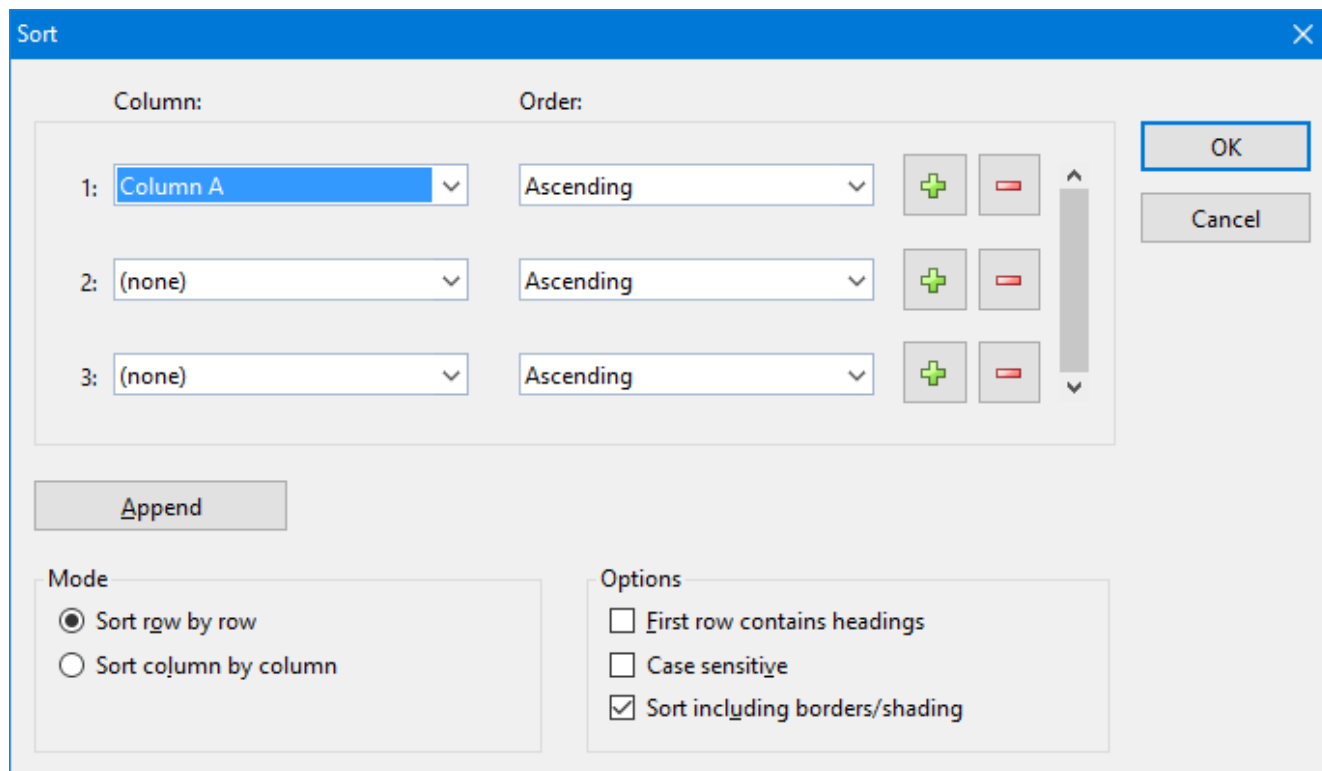 Sort
Column: Order:
OK
1: Column A Ascending
Cancel
2: (none) Ascending
3: (none) Ascending
Append
Mode
Options
Sort row by row
First row contains headings
Sort column by column
Case sensitive
Sort including borders/shading